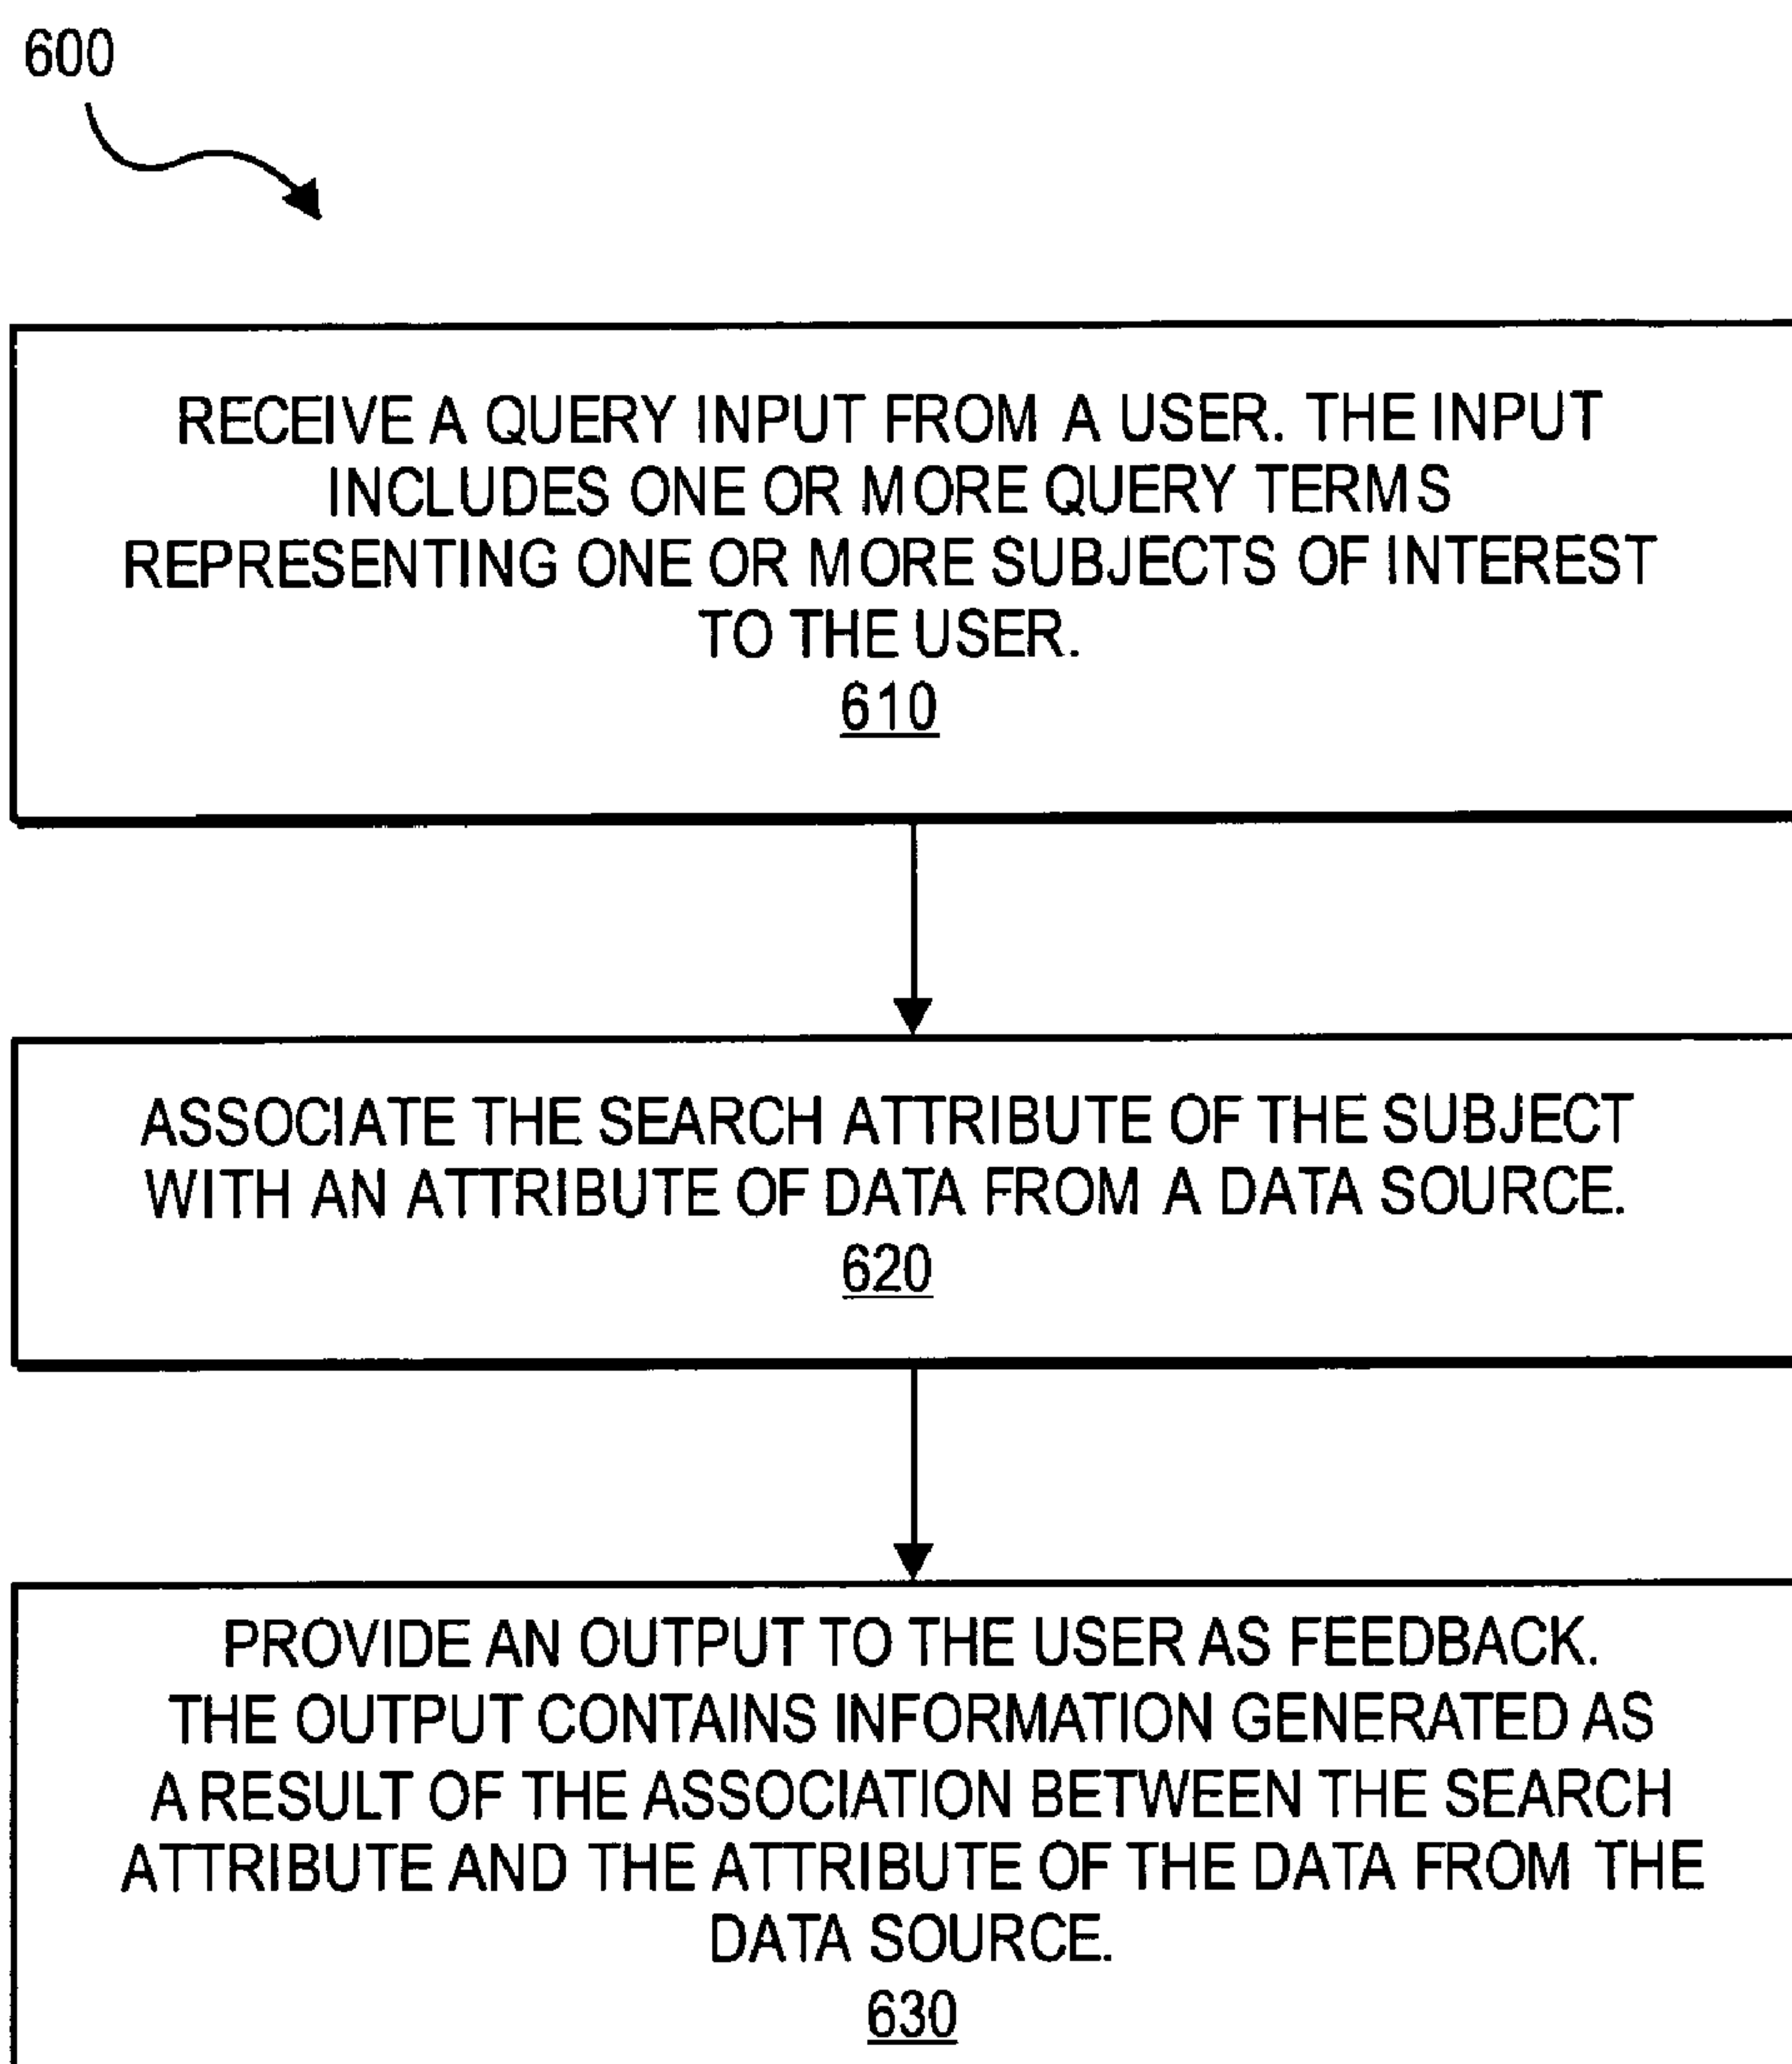 600
RECEIVE A QUERY INPUT FROM A USER. THE INPUT
INCLUDES ONE OR MORE QUERY TERMS
REPRESENTING ONE OR MORE SUBJECTS OF INTEREST
TO THE USER.
610
ASSOCIATE THE SEARCH ATTRIBUTE OF THE SUBJECT
WITH AN ATTRIBUTE OF DATA FROM A DATA SOURCE.
620
PROVIDE AN OUTPUT TO THE USER AS FEEDBACK.
THE OUTPUT CONTAINS INFORMATION GENERATED AS
A RESULT OF THE ASSOCIATION BETWEEN THE SEARCH
ATTRIBUTE AND THE ATTRIBUTE OF THE DATA FROM THE
DATA SOURCE.
630